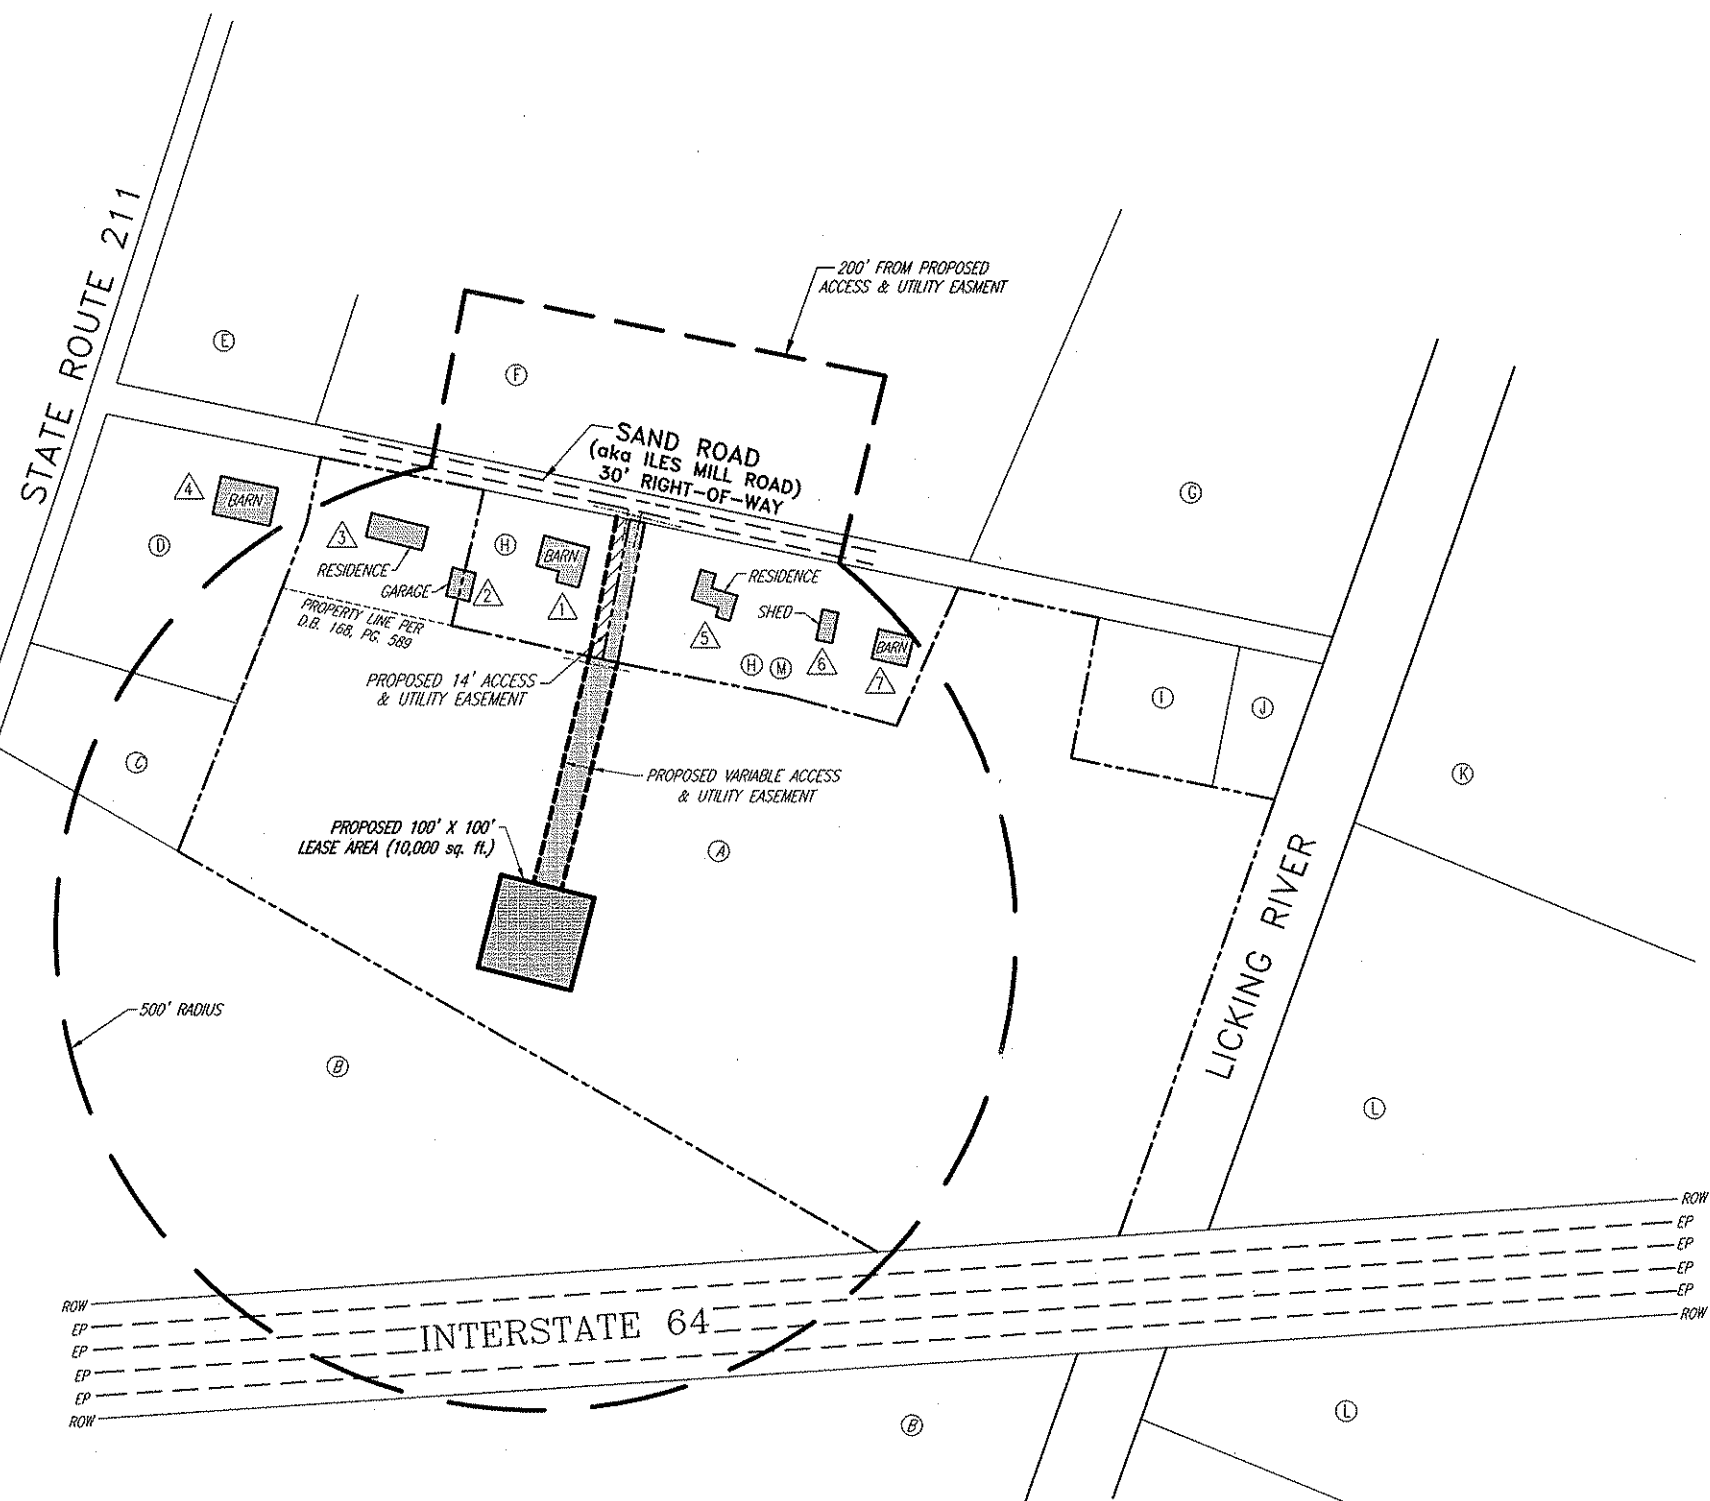 STATE ROUTE 211
200' FROM PROPOSED
ACCESS & UTILITY EASMENT
E
F
SAND ROAD
(aka ILES MILL ROAD)
30' RIGHT-OF-WAY
G
4
BARN
D
3
RESIDENCE
GARAGE
2
H
BARN
1
PROPERTY LINE PER
D.B. 168, PG. 589
RESIDENCE
5
SHED
6
BARN
7
H
M
PROPOSED 14' ACCESS
& UTILITY EASEMENT
I
J
C
K
PROPOSED VARIABLE ACCESS
& UTILITY EASEMENT
PROPOSED 100' X 100'
LEASE AREA (10,000 sq. ft.)
A
LICKING RIVER
500' RADIUS
B
L
ROW
EP
EP
EP
EP
ROW
INTERSTATE 64
ROW
EP
EP
EP
EP
ROW
B
L